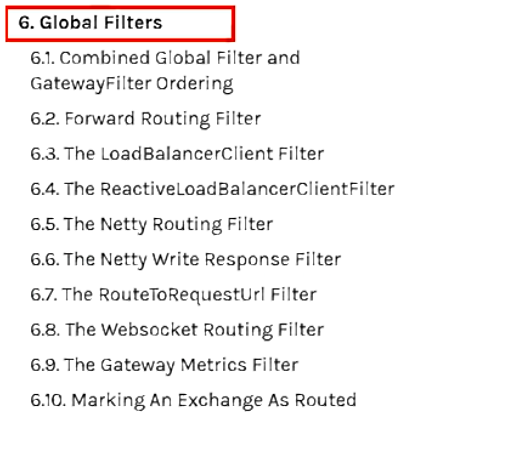 6. Global Filters
6.1. Combined Global Filter and
GatewayFilter Ordering
6.2. Forward Routing Filter
6.3. The LoadBalancerClient Filter
6.4. The ReactiveLoadBalancerClientFilter
6.5. The Netty Routing Filter
6.6. The Netty Write Response Filter
6.7. The RouteToRequestUrl Filter
6.8. The Websocket Routing Filter
6.9. The Gateway Metrics Filter
6.10. Marking An Exchange As Routed